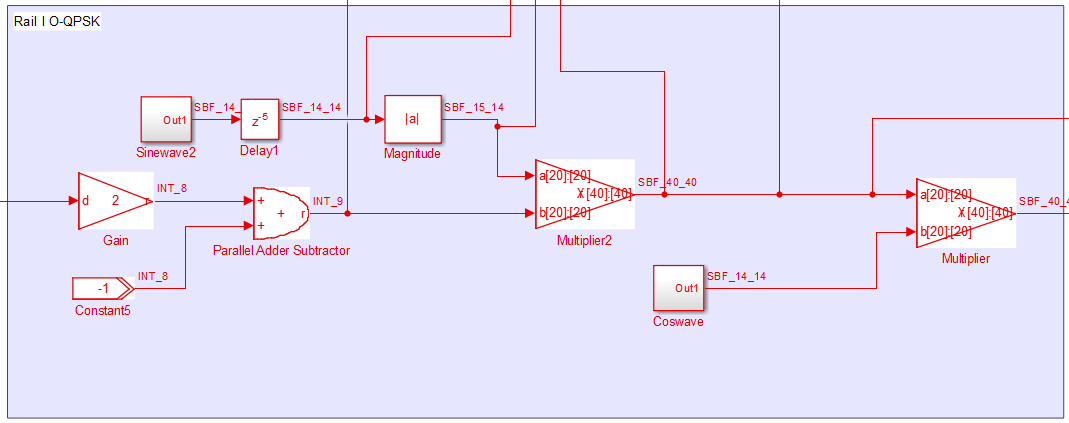 Rail I O-QPSK
Out1
SBF_14_
Sinewave2
z-5
SBF_14_14
Delay1
|a|
SBF_15_14
Magnitude
d 2 r
INT_8
Gain
+
+ r
+
INT_9
Parallel Adder Subtractor
-1
INT_8
Constant5
a[20]:[20]
X [40]:[40]
b[20]:[20]
SBF_40_40
Multiplier2
Out1
SBF_14_14
Coswave
a[20]:[20]
X [40]:[40]
b[20]:[20]
SBF_40_4
Multiplier